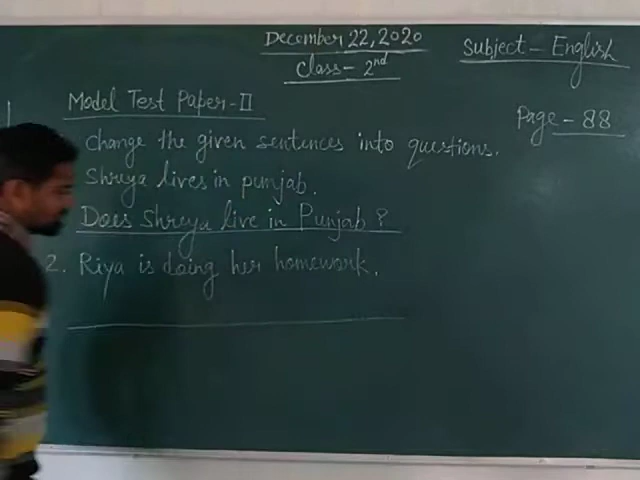 December 22, 2020
Subject - English
Class - 2nd
Model Test Paper - II
Page - 88
Change the given sentences into questions.
Shreya lives in punjab.
Does Shreya live in Punjab?
2. Riya is doing her homework.